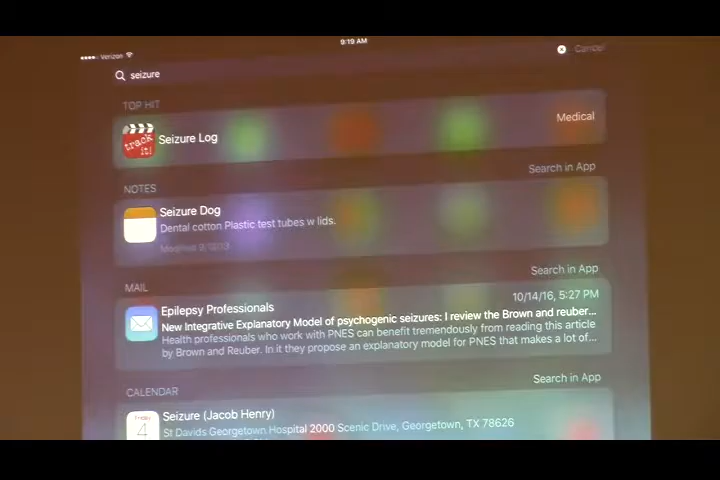 Verizon
9:19 AM
Cancel
seizure
TOP HIT
track it!
Seizure Log
Medical
Search in App
NOTES
Seizure Dog
Dental cotton Plastic test tubes w lids.
Modified 9/10/13
Search in App
MAIL
Epilepsy Professionals
10/14/16, 5:27 PM
New Integrative Explanatory Model of psychogenic seizures: I review the Brown and reuber...
Health professionals who work with PNES can benefit tremendously from reading this article
by Brown and Reuber. In it they propose an explanatory model for PNES that makes a lot of...
Search in App
CALENDAR
Friday
4
Seizure (Jacob Henry)
St Davids Georgetown Hospital 2000 Scenic Drive, Georgetown, TX 78626